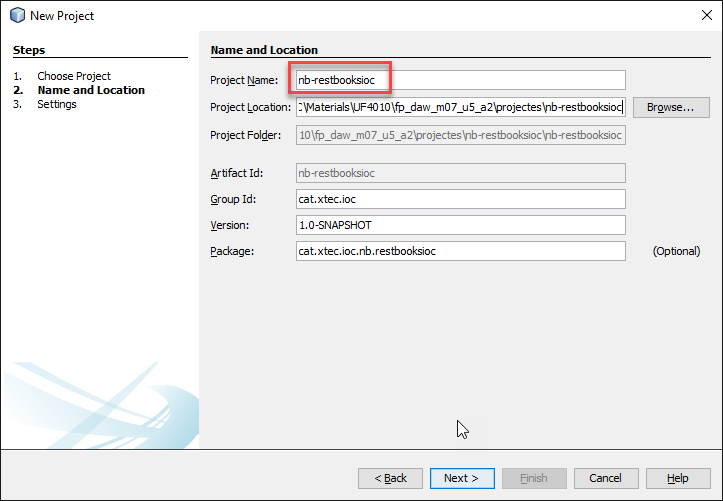 New Project
Steps
1. Choose Project
2. Name and Location
3. Settings
Name and Location
Project Name: nb-restbooksioc
Project Location: C\Materials\UF4010\fp_daw_m07_u5_a2\projectes\nb-restbooksioc Browse...
Project Folder: 10\fp_daw_m07_u5_a2\projectes\nb-restbooksioc\nb-restbooksioc
Artifact Id: nb-restbooksioc
Group Id: cat.xtec.ioc
Version: 1.0-SNAPSHOT
Package: cat.xtec.ioc.nb.restbooksioc (Optional)
< Back Next > Finish Cancel Help